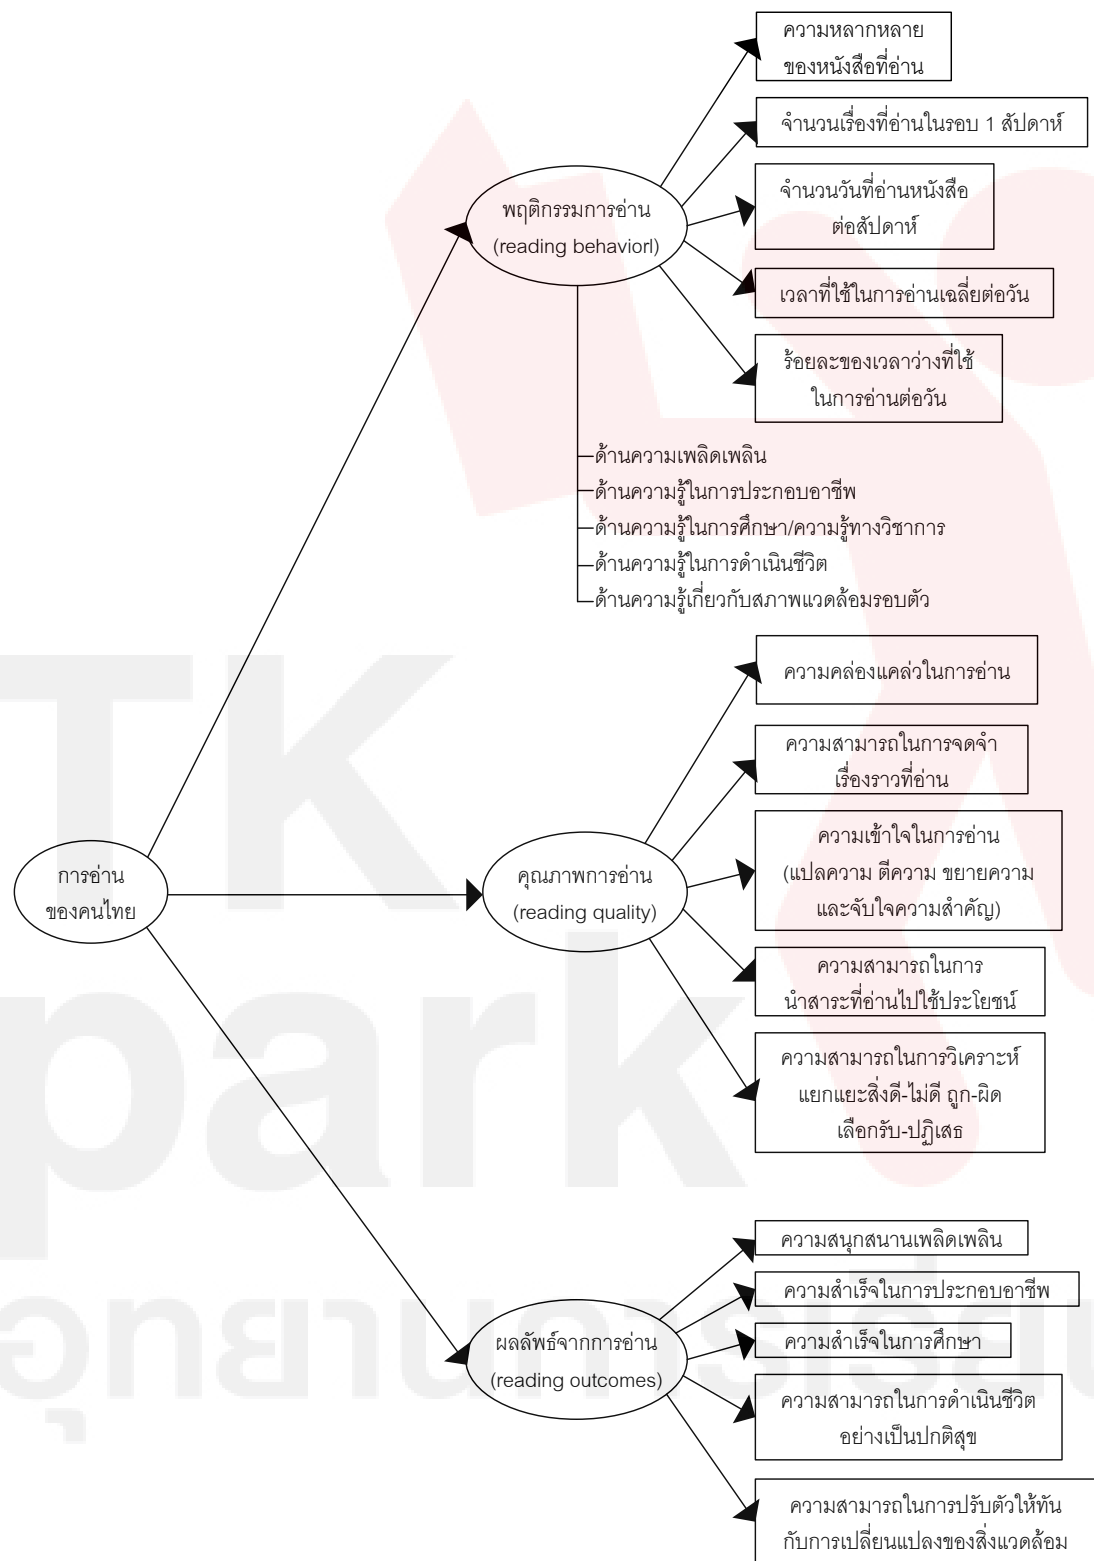 ความหลากหลาย
ของหนังสือที่อ่าน
จำนวนเรื่องที่อ่านในรอบ 1 สัปดาห์
จำนวนวันที่อ่านหนังสือ
ต่อสัปดาห์
พฤติกรรมการอ่าน
(reading behaviorl)
เวลาที่ใช้ในการอ่านเฉลี่ยต่อวัน
ร้อยละของเวลาว่างที่ใช้
ในการอ่านต่อวัน
ด้านความเพลิดเพลิน
ด้านความรู้ในการประกอบอาชีพ
ด้านความรู้ในการศึกษา/ความรู้ทางวิชาการ
ด้านความรู้ในการดำเนินชีวิต
ด้านความรู้เกี่ยวกับสภาพแวดล้อมรอบตัว
ความคล่องแคล่วในการอ่าน
ความสามารถในการจดจำ
เรื่องราวที่อ่าน
การอ่าน
ของคนไทย
คุณภาพการอ่าน
(reading quality)
ความเข้าใจในการอ่าน
(แปลความ ตีความ ขยายความ
และจับใจความสำคัญ)
ความสามารถในการ
นำสาระที่อ่านไปใช้ประโยชน์
ความสามารถในการวิเคราะห์
แยกแยะสิ่งดี-ไม่ดี ถูก-ผิด
เลือกรับ-ปฏิเสธ
ความสนุกสนานเพลิดเพลิน
ความสำเร็จในการประกอบอาชีพ
ผลลัพธ์จากการอ่าน
(reading outcomes)
ความสำเร็จในการศึกษา
ความสามารถในการดำเนินชีวิต
อย่างเป็นปกติสุข
ความสามารถในการปรับตัวให้ทัน
กับการเปลี่ยนแปลงของสิ่งแวดล้อม
TK
park
อุทยานการเรียน